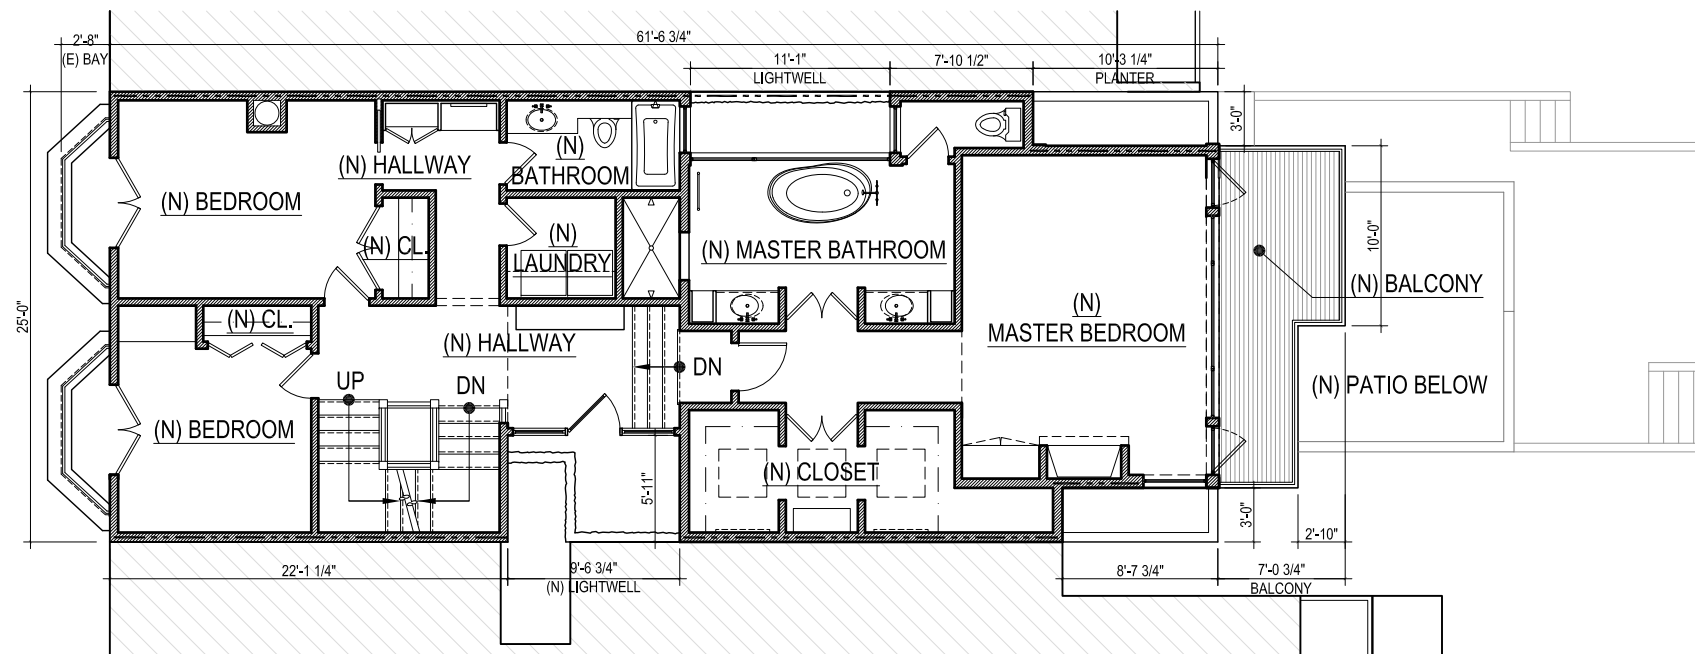 2'-8"
(E) BAY
61'-6 3/4"
11'-1"
LIGHTWELL
7'-10 1/2"
10'-3 1/4"
PLANTER
3'-0"
(N) HALLWAY
(N)
BATHROOM
(N) BEDROOM
(N) CL.
(N)
LAUNDRY
(N) MASTER BATHROOM
10'-0"
(N) BALCONY
25'-0"
(N) CL.
(N) HALLWAY
(N)
MASTER BEDROOM
UP
DN
DN
(N) PATIO BELOW
(N) BEDROOM
(N) CLOSET
5'-11"
3'-0"
2'-10"
22'-1 1/4"
9'-6 3/4"
(N) LIGHTWELL
8'-7 3/4"
7'-0 3/4"
BALCONY